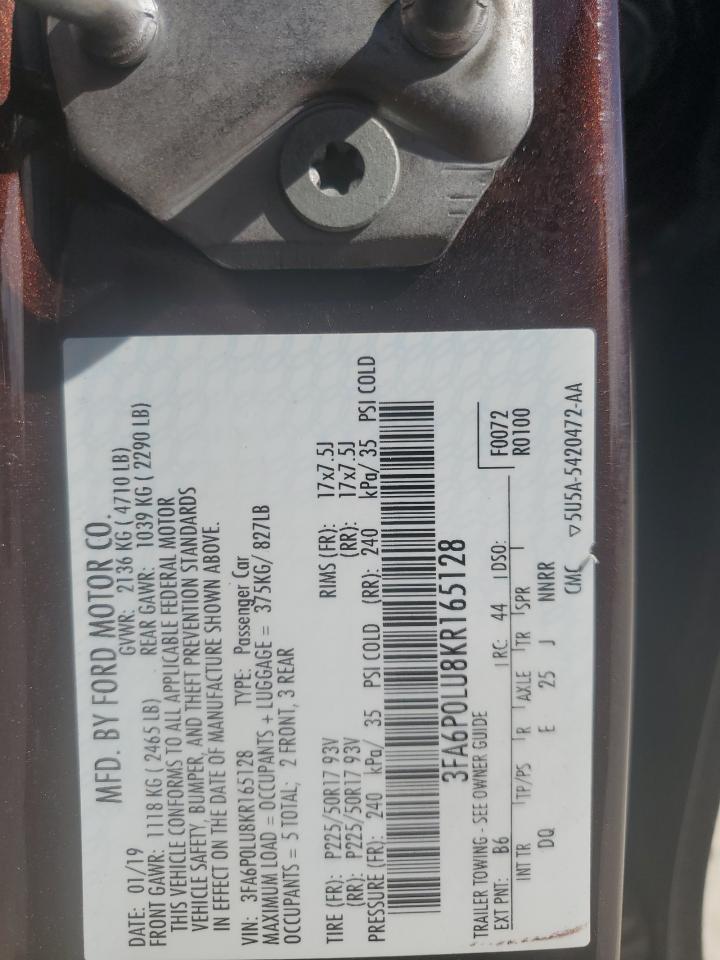 MFD. BY FORD MOTOR CO.
DATE: 01/19 GVWR: 2136 KG ( 4710 LB)
FRONT GAWR: 1118 KG ( 2465 LB) REAR GAWR: 1039 KG ( 2290 LB)
THIS VEHICLE CONFORMS TO ALL APPLICABLE FEDERAL MOTOR
VEHICLE SAFETY, BUMPER, AND THEFT PREVENTION STANDARDS
IN EFFECT ON THE DATE OF MANUFACTURE SHOWN ABOVE.
VIN: 3FA6P0LU8KR165128 TYPE: Passenger Car
MAXIMUM LOAD = OCCUPANTS + LUGGAGE = 375KG/ 827LB
OCCUPANTS = 5 TOTAL; 2 FRONT, 3 REAR
TIRE (FR): P225/50R17 93V RIMS (FR): 17x7.5J
(RR): P225/50R17 93V (RR): 17x7.5J
PRESSURE (FR): 240 kPa/ 35 PSI COLD (RR): 240 kPa/ 35 PSI COLD
3FA6P0LU8KR165128
TRAILER TOWING - SEE OWNER GUIDE F0072
EXT PNT: B6 RC: 44 DSO: R0100
INT TR TP/PS R AXLE TR SPR
DQ E 25 J NNRR
CMC ▽5U5A-5420472-AA